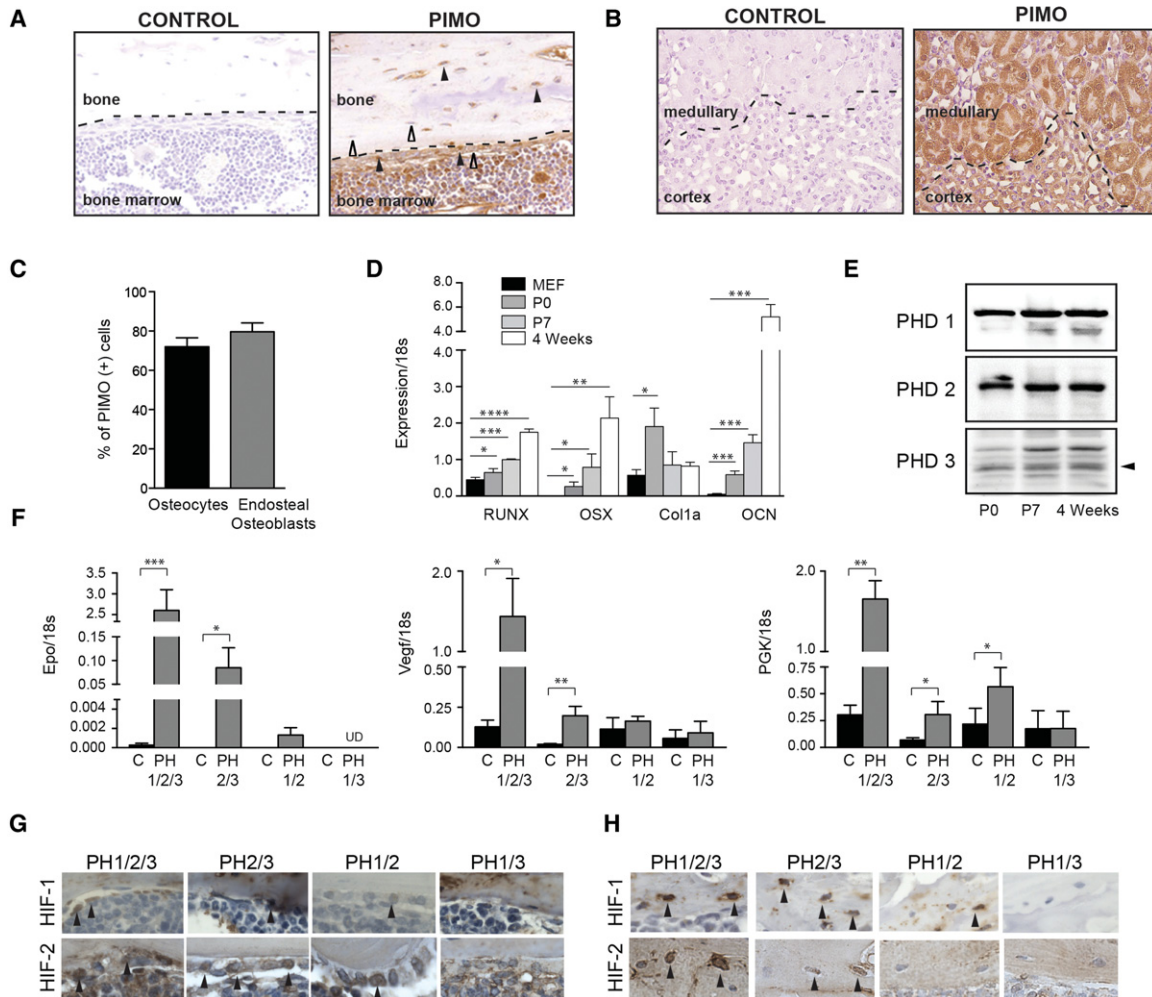 A
CONTROL
PIMO
bone
bone marrow
bone
bone marrow
B
CONTROL
PIMO
medullary
cortex
medullary
cortex
C
% of PIMO (+) cells
100
80
60
40
20
0
Osteocytes
Endosteal
Osteoblasts
D
Expression/18s
8.0
6.0
4.0
2.0
1.0
0.0
MEF
P0
P7
4 Weeks
****
***
*
**
*
*
*
***
***
***
RUNX
OSX
Col1a
OCN
E
PHD 1
PHD 2
PHD 3
P0
P7
4 Weeks
F
Epo/18s
3.5
3.0
2.5
0.15
0.10
0.05
0.004
0.002
0.000
***
*
UD
C PH C PH C PH C PH
1/2/3 2/3 1/2 1/3
Vegf/18s
2.0
1.0
0.25
0.00
*
**
C PH C PH C PH C PH
1/2/3 2/3 1/2 1/3
PGK/18s
2.0
1.0
0.75
0.50
0.25
0.00
**
*
*
C PH C PH C PH C PH
1/2/3 2/3 1/2 1/3
G
PH1/2/3 PH2/3 PH1/2 PH1/3
HIF-1
HIF-2
H
PH1/2/3 PH2/3 PH1/2 PH1/3
HIF-1
HIF-2